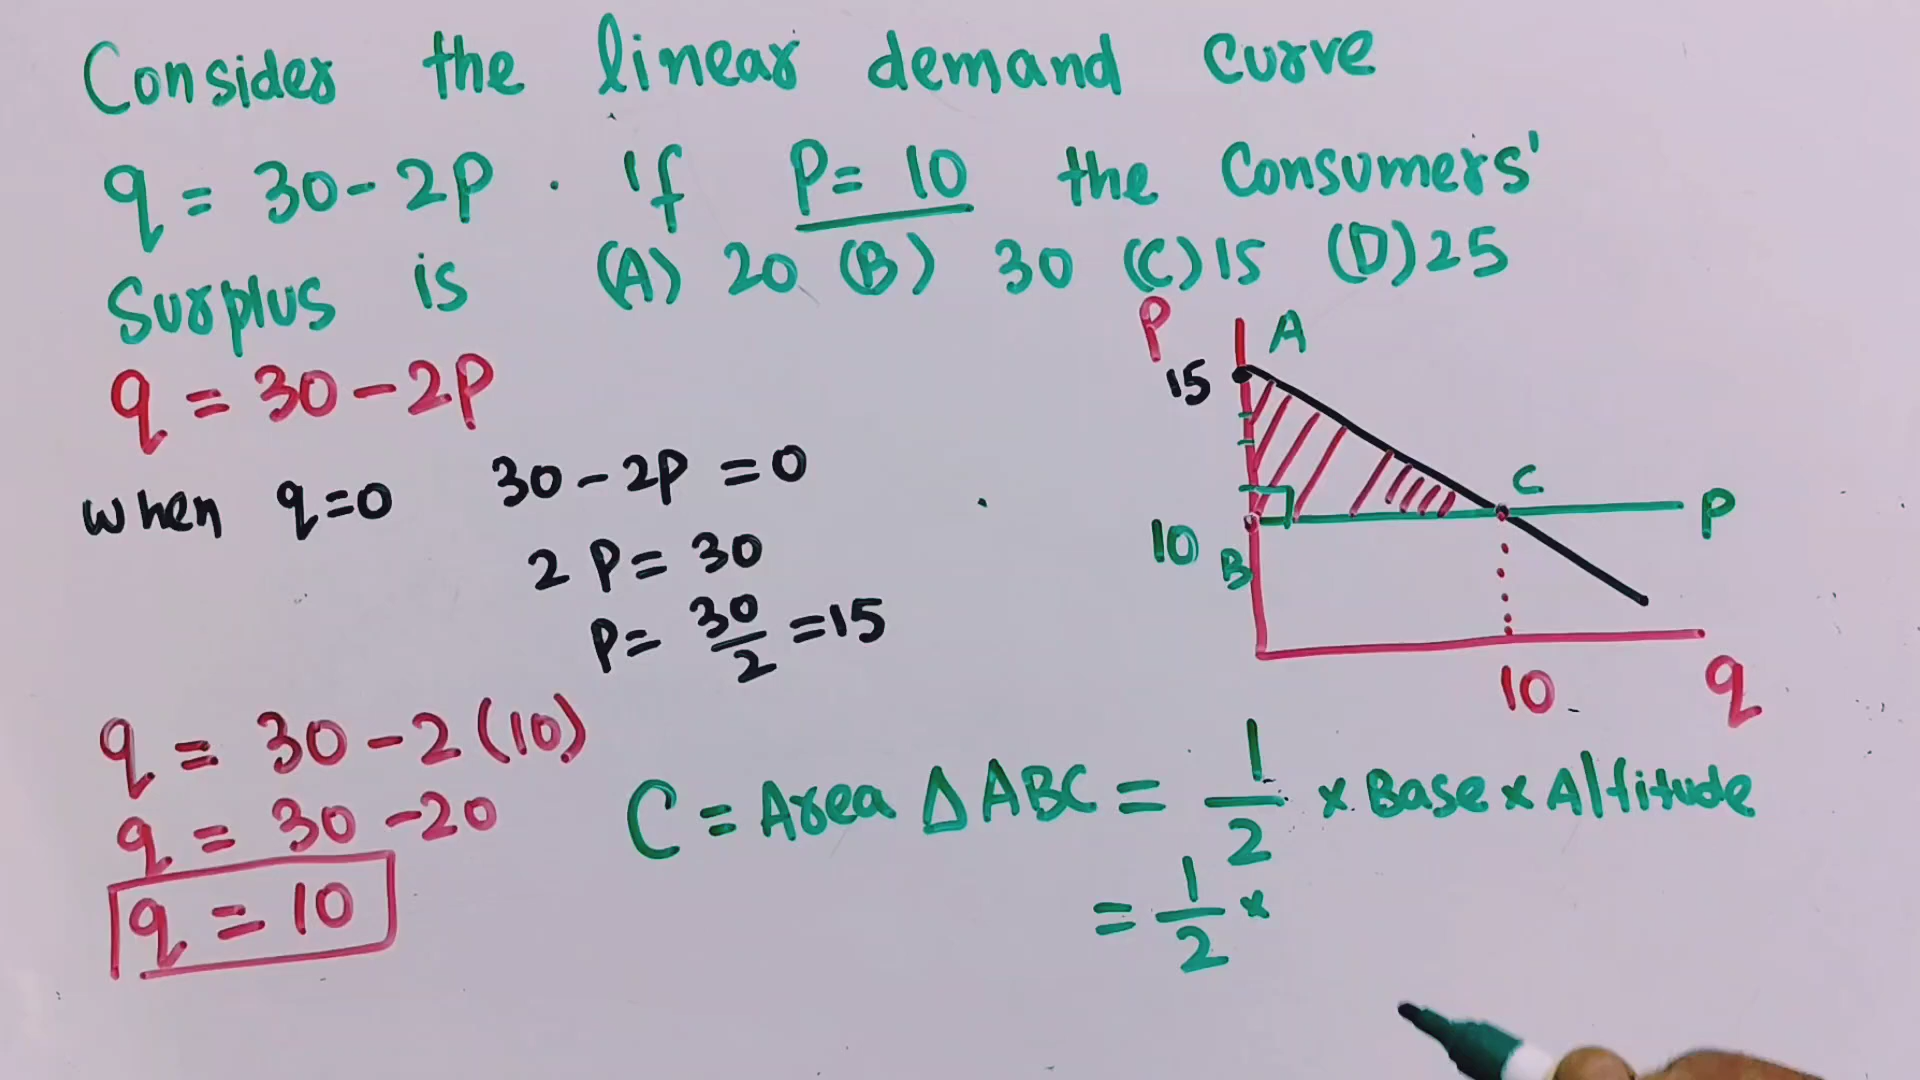 Consider the linear demand curve
q = 30 - 2P . if P = 10 the Consumers'
Surplus is (A) 20 (B) 30 (C) 15 (D) 25
q = 30 - 2P
when q=0 30 - 2P = 0
2 P = 30
P = 30/2 = 15
q = 30 - 2 (10)
q = 30 - 20
q = 10
P
A
15
C
P
10
B
10
q
C = Area Δ ABC = 1/2 × Base × Altitude
= 1/2 ×